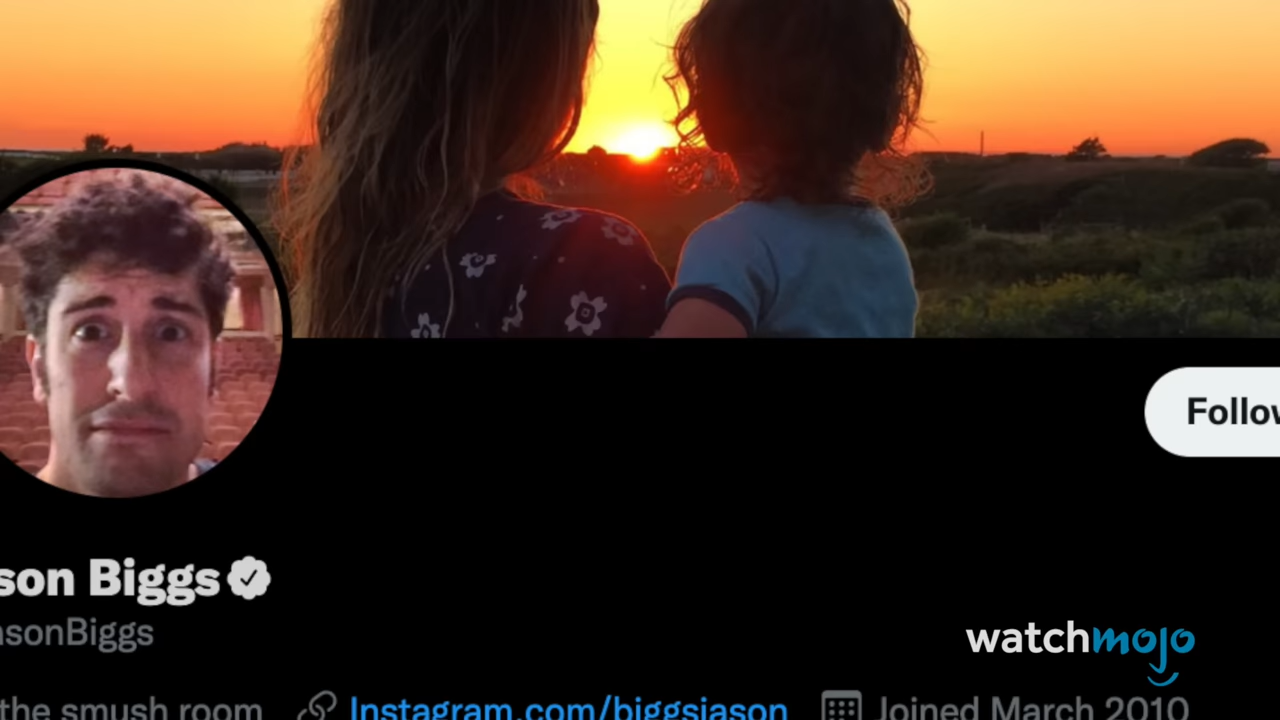 Follow
son Biggs
asonBiggs
watchmojo
the smush room Instagram.com/biggsjason Joined March 2010